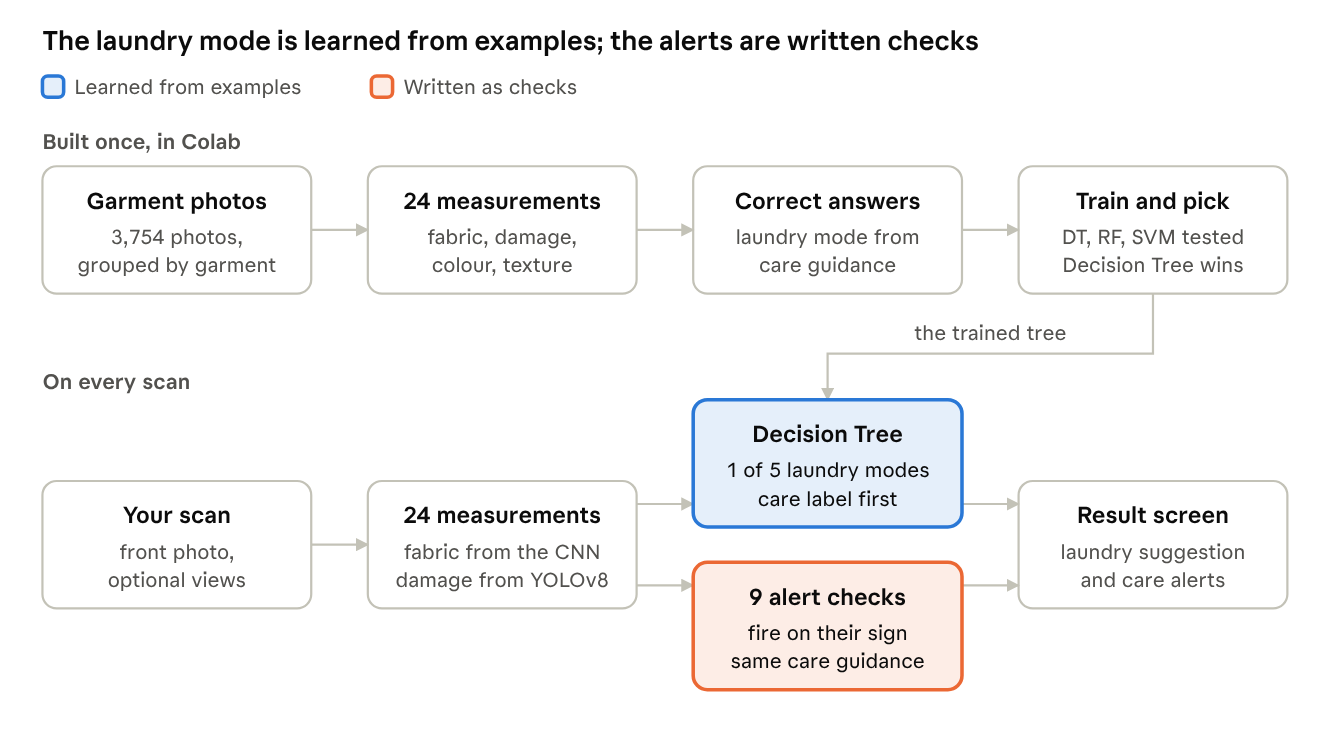 The laundry mode is learned from examples; the alerts are written checks
Learned from examples
Written as checks
Built once, in Colab
Garment photos
3,754 photos,
grouped by garment
24 measurements
fabric, damage,
colour, texture
Correct answers
laundry mode from
care guidance
Train and pick
DT, RF, SVM tested
Decision Tree wins
the trained tree
On every scan
Your scan
front photo,
optional views
24 measurements
fabric from the CNN
damage from YOLOv8
Decision Tree
1 of 5 laundry modes
care label first
9 alert checks
fire on their sign
same care guidance
Result screen
laundry suggestion
and care alerts